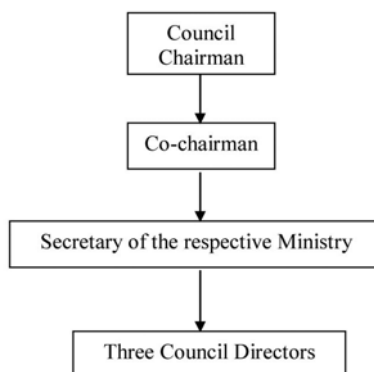 Council
Chairman
Co-chairman
Secretary of the respective Ministry
Three Council Directors